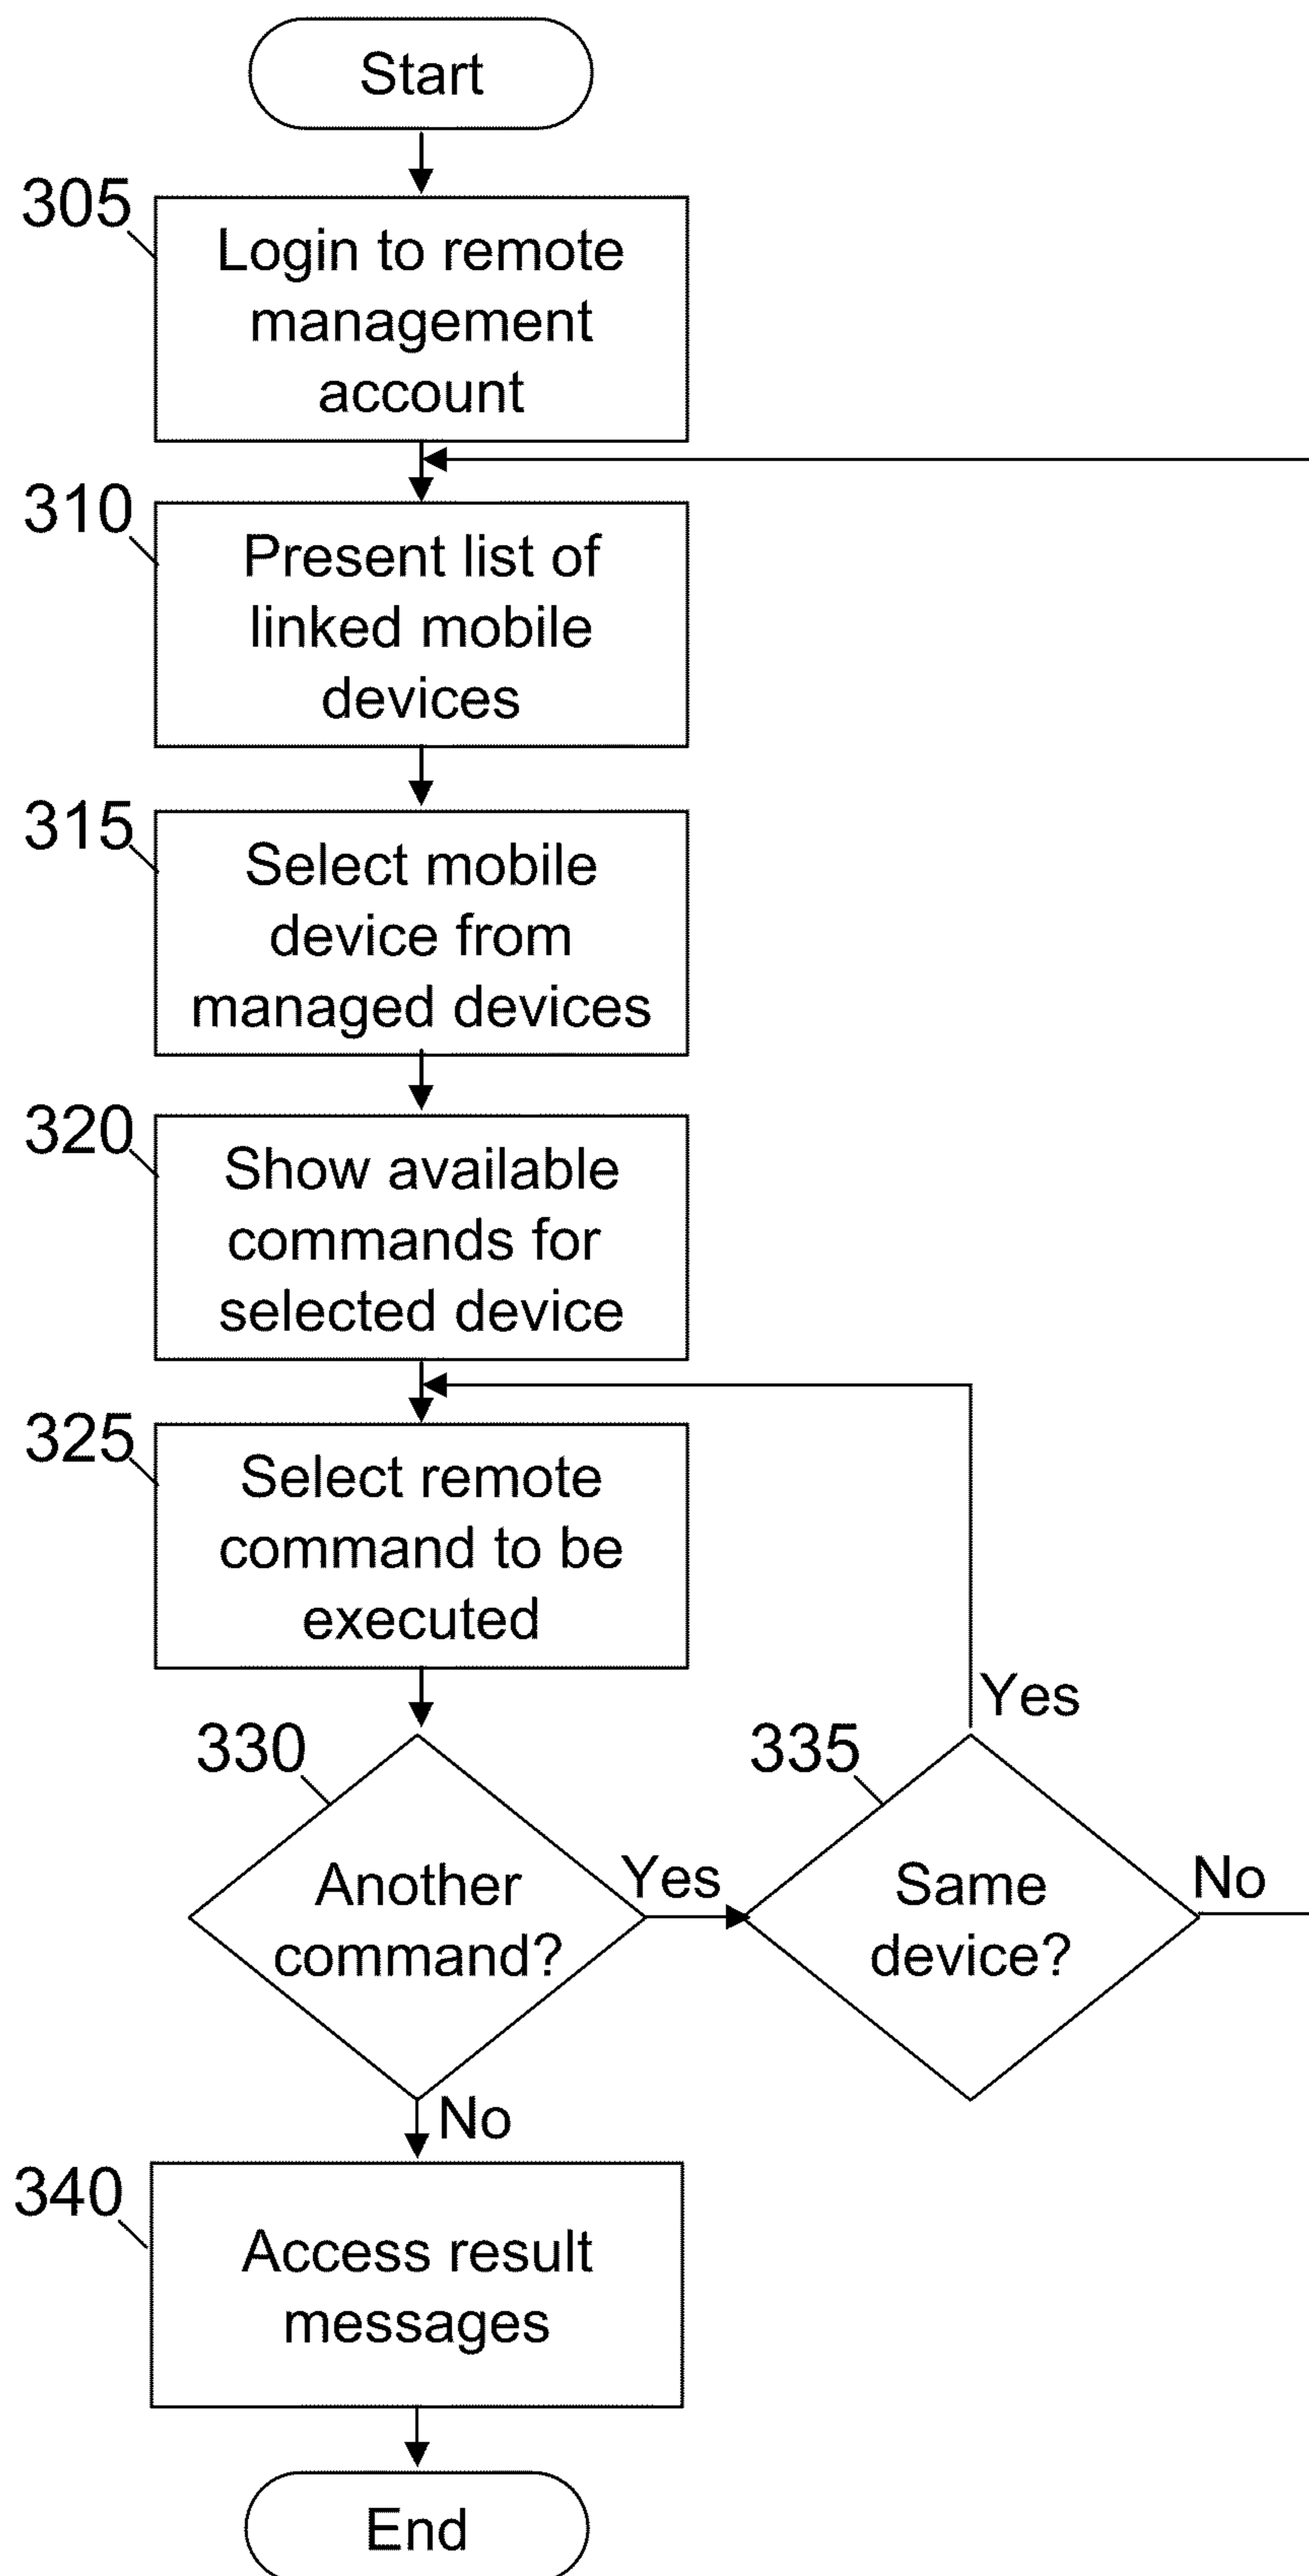 Start
305
Login to remote
management
account
310
Present list of
linked mobile
devices
315
Select mobile
device from
managed devices
320
Show available
commands for
selected device
325
Select remote
command to be
executed
Yes
330
335
Another
command?
Yes
Same
device?
No
No
340
Access result
messages
End